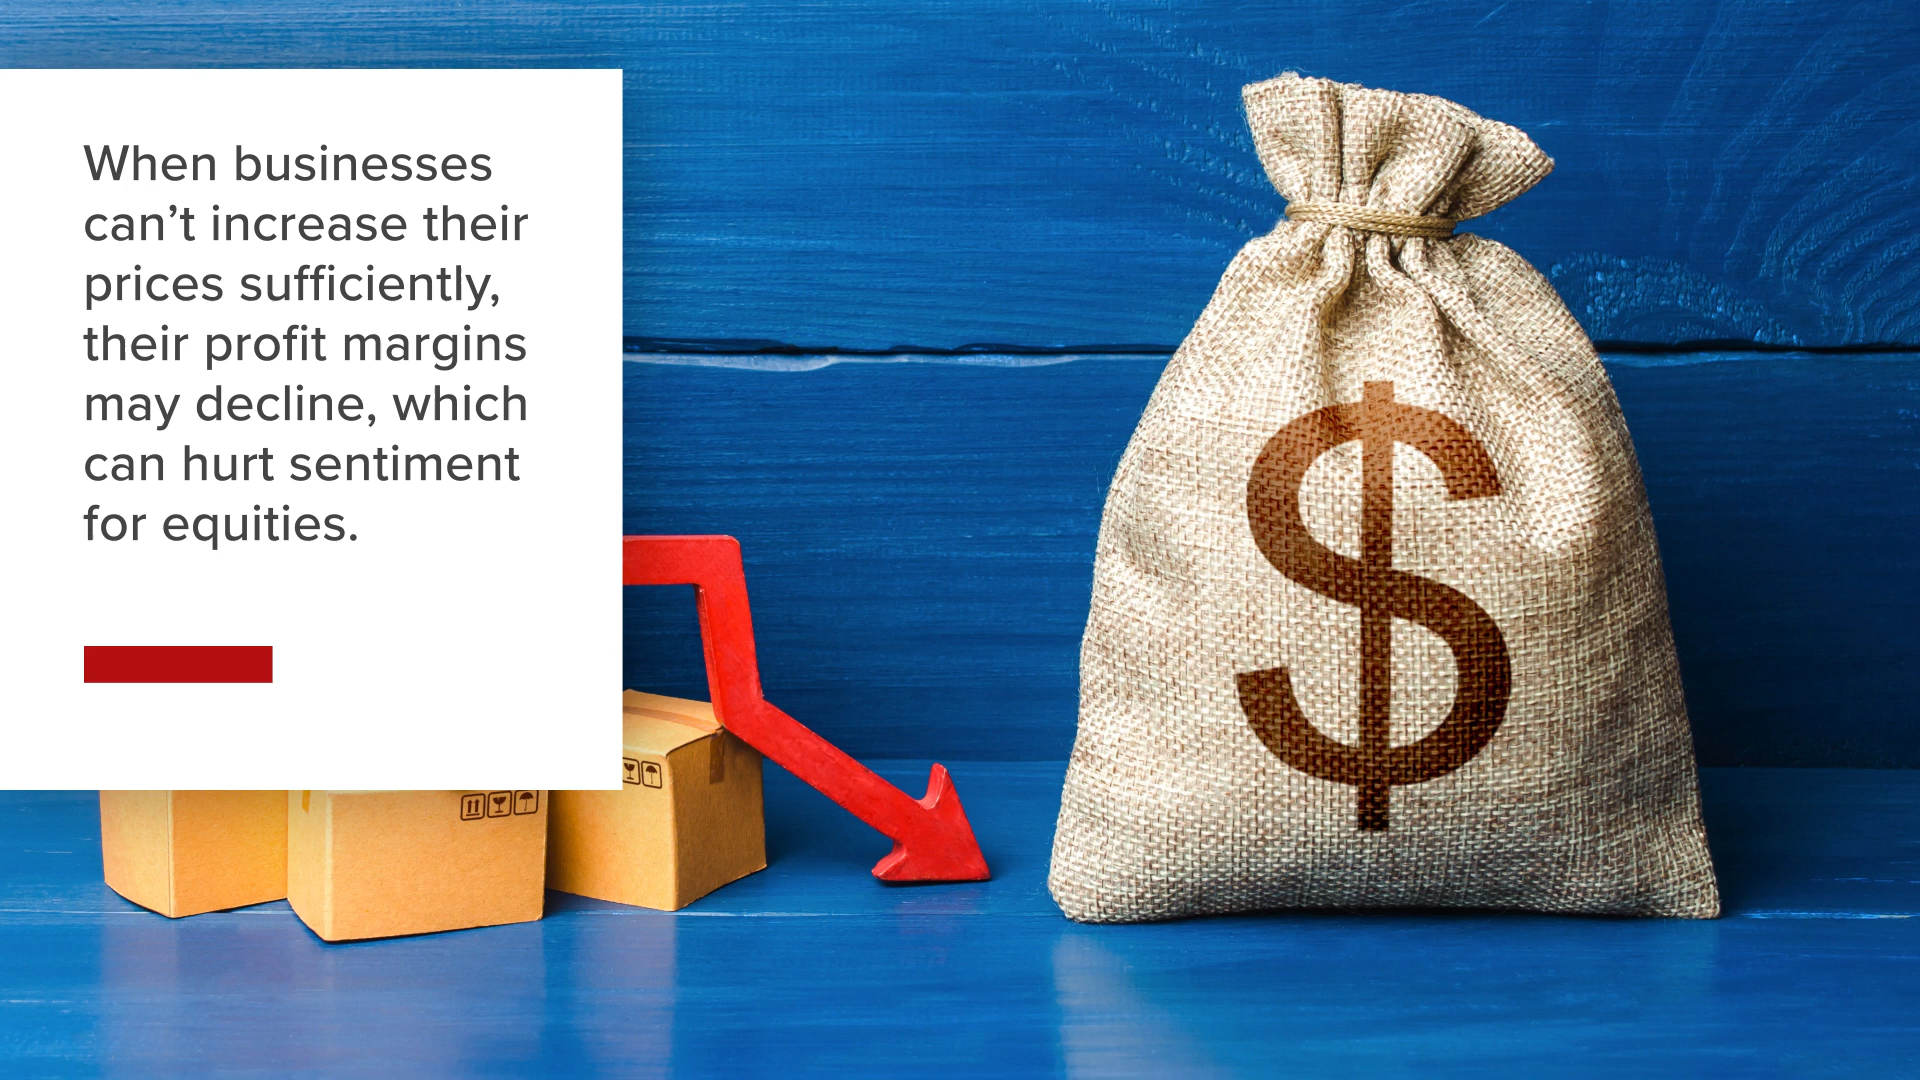 When businesses
can’t increase their
prices sufficiently,
their profit margins
may decline, which
can hurt sentiment
for equities.
$